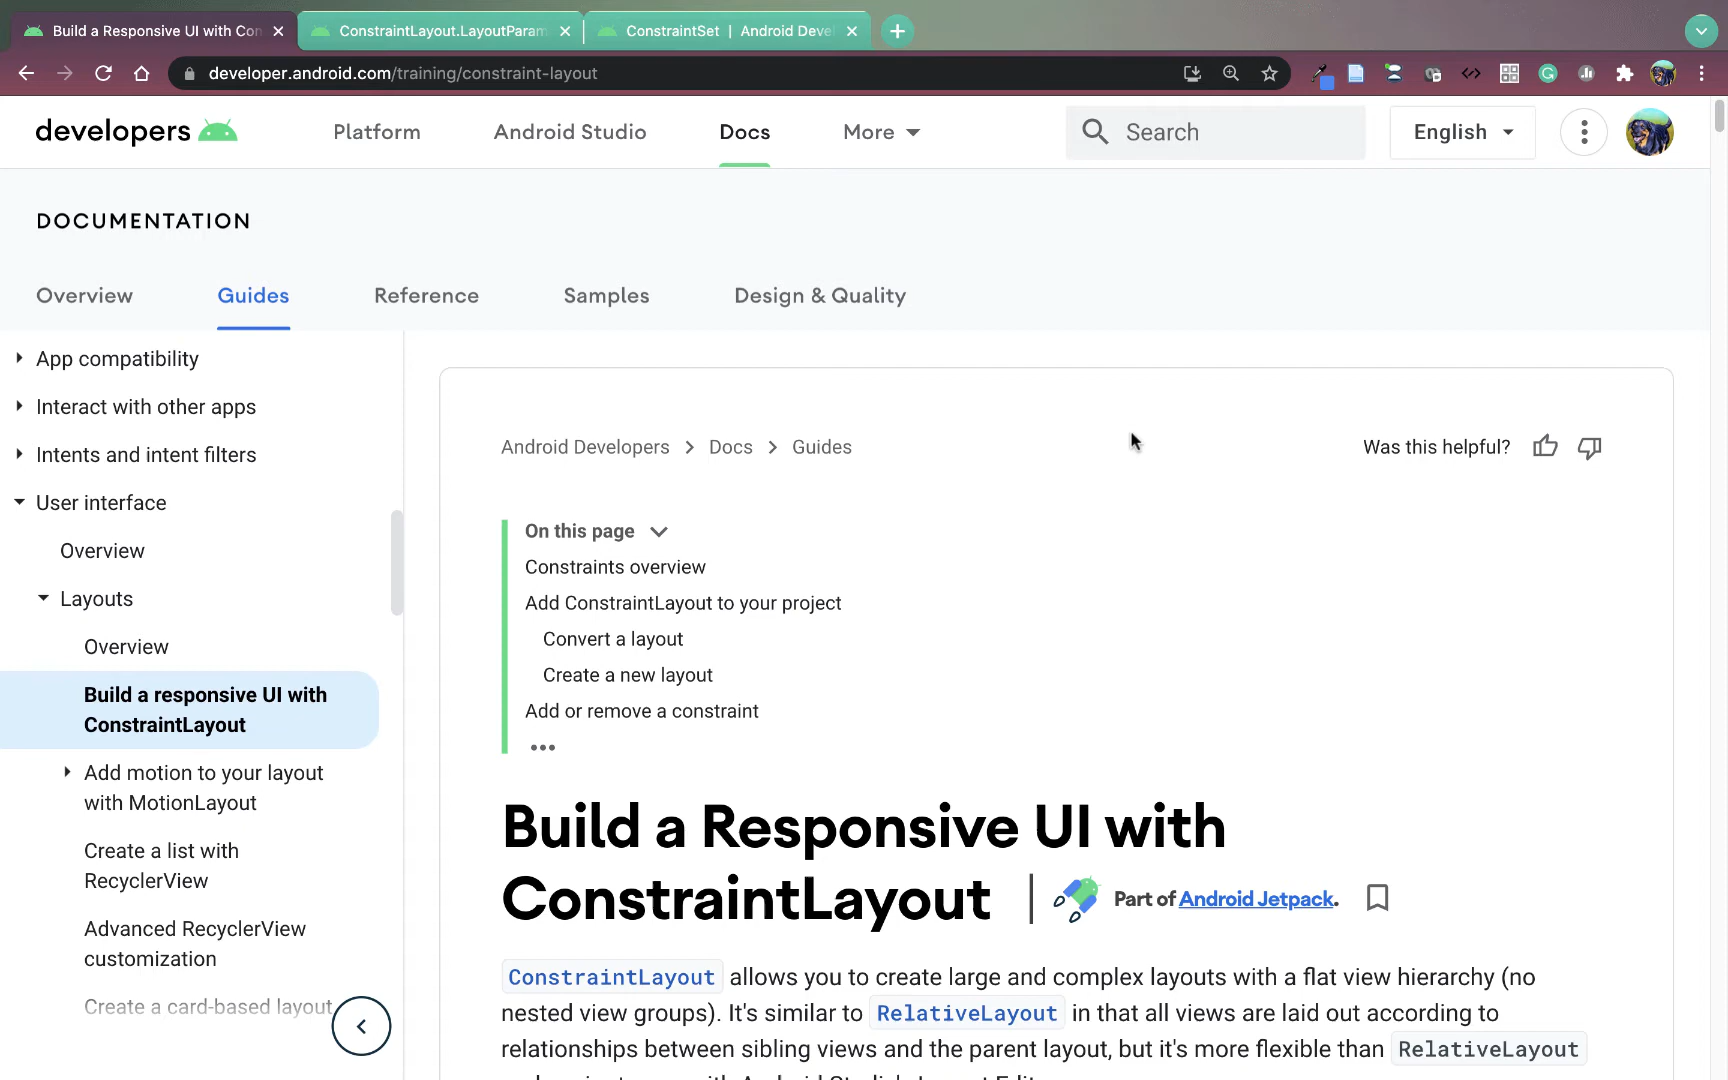 Build a Responsive UI with Con
ConstraintLayout.LayoutParam
ConstraintSet | Android Devel
developer.android.com/training/constraint-layout
developers
Platform
Android Studio
Docs
More
Search
English
DOCUMENTATION
Overview
Guides
Reference
Samples
Design & Quality
App compatibility
Interact with other apps
Intents and intent filters
User interface
Overview
Layouts
Overview
Build a responsive UI with
ConstraintLayout
Add motion to your layout
with MotionLayout
Create a list with
RecyclerView
Advanced RecyclerView
customization
Create a card-based layout
Android Developers > Docs > Guides
Was this helpful?
On this page
Constraints overview
Add ConstraintLayout to your project
Convert a layout
Create a new layout
Add or remove a constraint
•••
Build a Responsive UI with
ConstraintLayout | Part of Android Jetpack.
ConstraintLayout allows you to create large and complex layouts with a flat view hierarchy (no
nested view groups). It's similar to RelativeLayout in that all views are laid out according to
relationships between sibling views and the parent layout, but it's more flexible than RelativeLayout